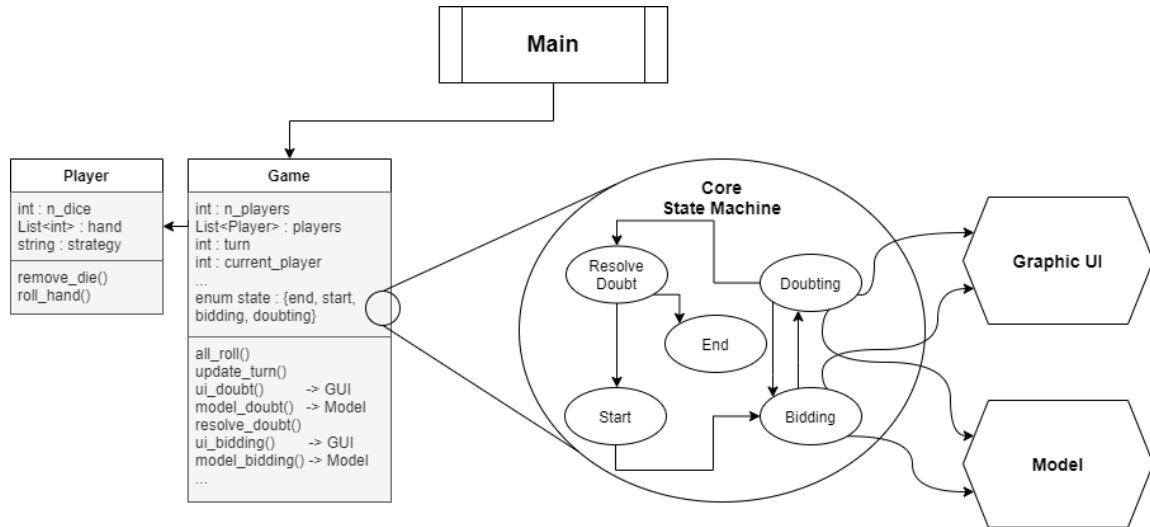 Main
Player
int : n_dice
List<int> : hand
string : strategy
remove_die()
roll_hand()
Game
int : n_players
List<Player> : players
int : turn
int : current_player
...
enum state : {end, start,
bidding, doubting}
all_roll()
update_turn()
ui_doubt() -> GUI
model_doubt() -> Model
resolve_doubt()
ui_bidding() -> GUI
model_bidding() -> Model
...
Core
State Machine
Resolve
Doubt
Doubting
End
Start
Bidding
Graphic UI
Model